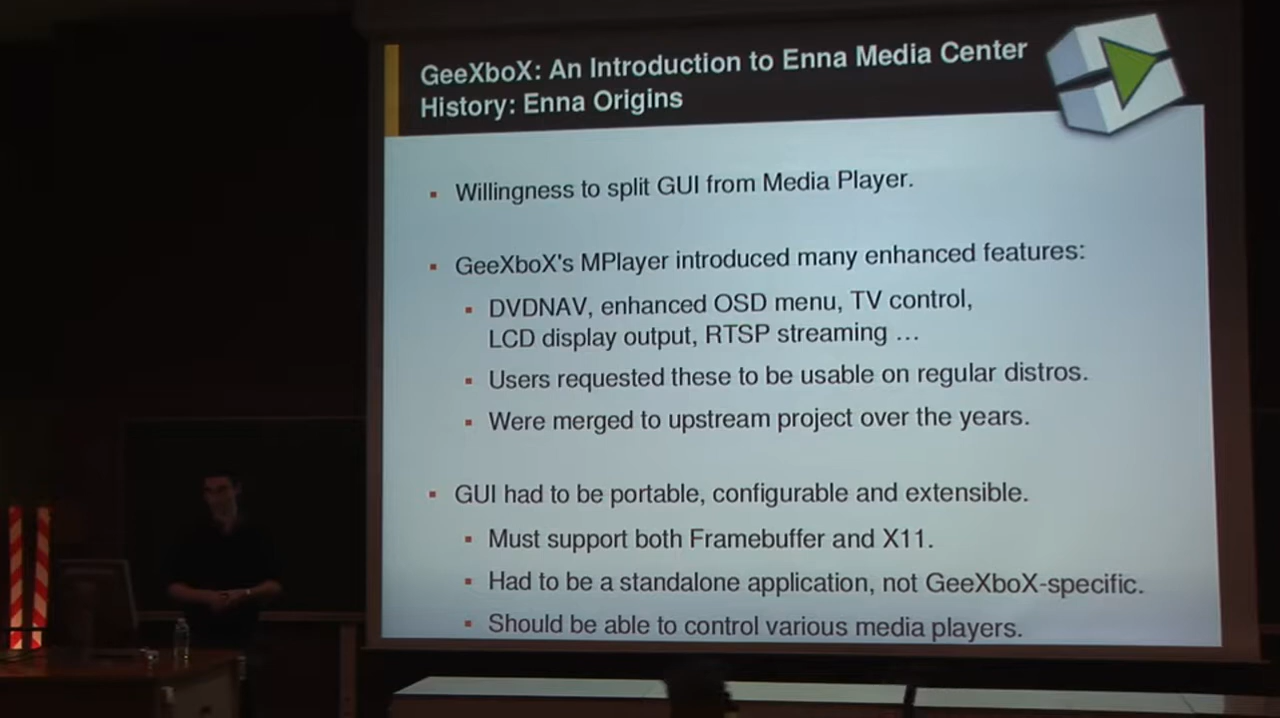 GeeXboX: An Introduction to Enna Media Center
History: Enna Origins
▪ Willingness to split GUI from Media Player.
▪ GeeXboX's MPlayer introduced many enhanced features:
▪ DVDNAV, enhanced OSD menu, TV control,
LCD display output, RTSP streaming …
▪ Users requested these to be usable on regular distros.
▪ Were merged to upstream project over the years.
▪ GUI had to be portable, configurable and extensible.
▪ Must support both Framebuffer and X11.
▪ Had to be a standalone application, not GeeXboX-specific.
▪ Should be able to control various media players.